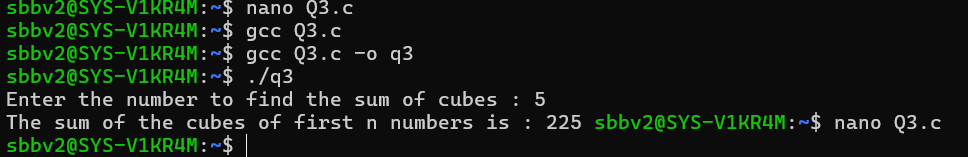 sbbv2@SYS-V1KR4M:~$ nano Q3.c
sbbv2@SYS-V1KR4M:~$ gcc Q3.c
sbbv2@SYS-V1KR4M:~$ gcc Q3.c -o q3
sbbv2@SYS-V1KR4M:~$ ./q3
Enter the number to find the sum of cubes : 5
The sum of the cubes of first n numbers is : 225 sbbv2@SYS-V1KR4M:~$ nano Q3.c
sbbv2@SYS-V1KR4M:~$